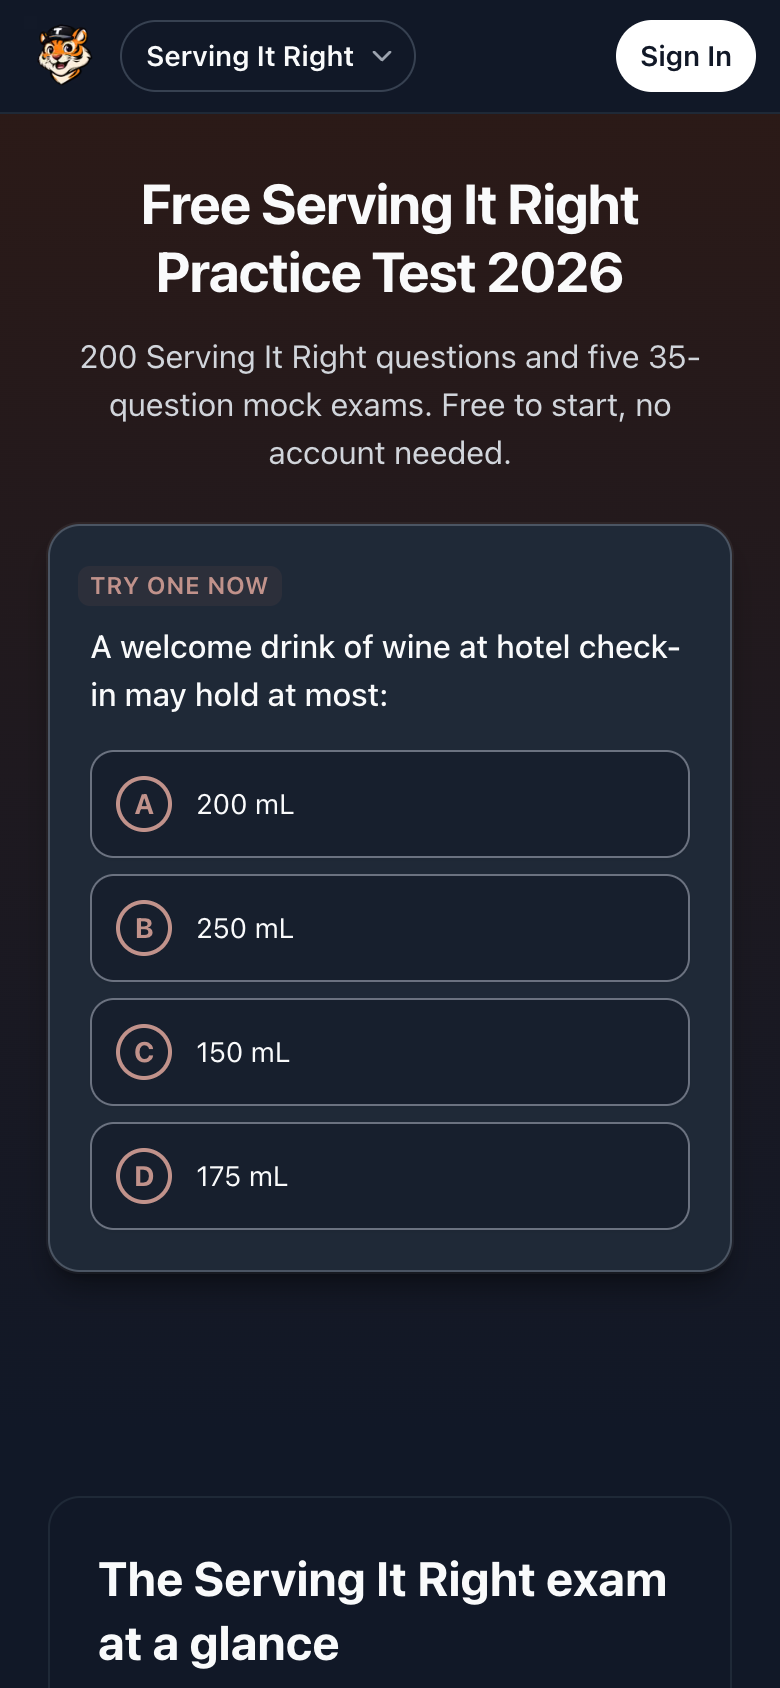 Serving It Right
Sign In
Free Serving It Right
Practice Test 2026
200 Serving It Right questions and five 35-
question mock exams. Free to start, no
account needed.
TRY ONE NOW
A welcome drink of wine at hotel check-
in may hold at most:
A 200 mL
B 250 mL
C 150 mL
D 175 mL
The Serving It Right exam
at a glance